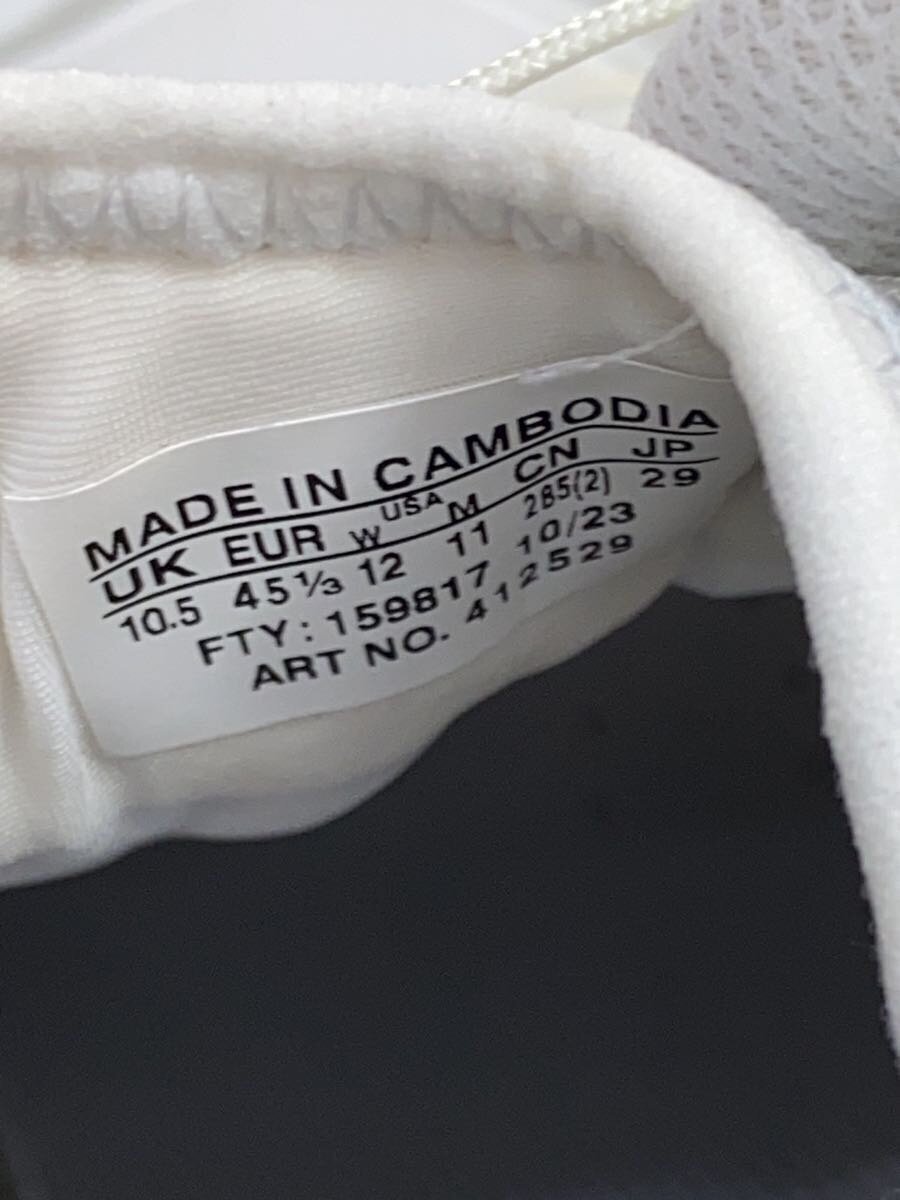 MADE IN CAMBODIA
UK EUR W USA M CN JP
10.5 45⅓ 12 11 285(2) 29
FTY: 159817 10/23
ART NO. 412529